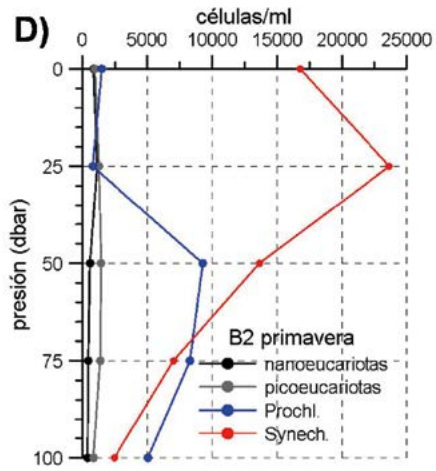 D)
células/ml
0 5000 10000 15000 20000 25000
presión (dbar)
0
25
50
75
100
B2 primavera
nanoeucariotas
picoeucariotas
Prochl.
Synech.